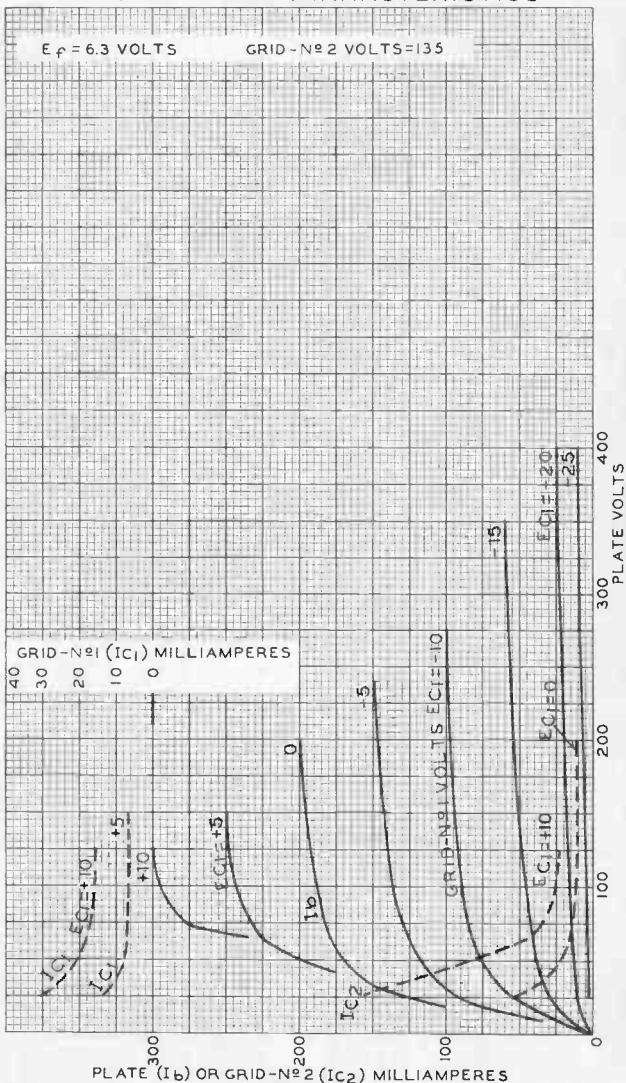 E f = 6.3 VOLTS
GRID-Nº 2 VOLTS=135
GRID-Nº1 (IC1) MILLIAMPERES
40
30
20
10
0
IC1
EC1=+10
IC1
+5
+10
EC1=+5
0
Ib
-5
GRID-Nº1 VOLTS EC1=-10
-15
EC1=-20
-25
EC1=0
EC1=+10
IC2
300
200
100
0
100
200
300
400
PLATE VOLTS
PLATE (Ib) OR GRID-Nº2 (IC2) MILLIAMPERES